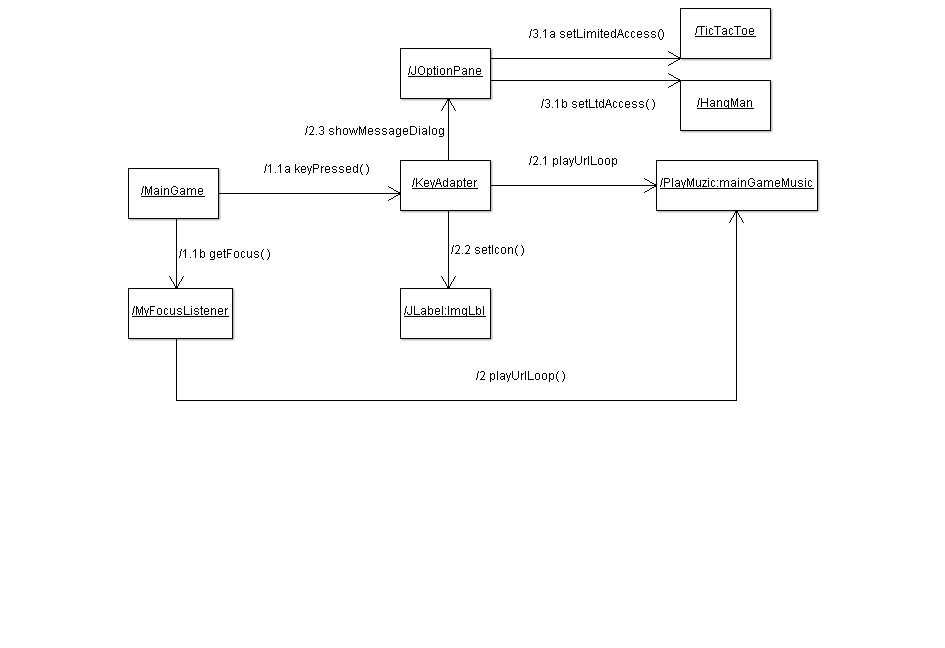 /3.1a setLimitedAccess()
/TicTacToe
/JOptionPane
/3.1b setLtdAccess()
/HangMan
/2.3 showMessageDialog
/1.1a keyPressed()
/2.1 playUrlLoop
/MainGame
/KeyAdapter
/PlayMuzic:mainGameMusic
/1.1b getFocus()
/2.2 setIcon()
/MyFocusListener
/JLabel:ImgLbl
/2 playUrlLoop()